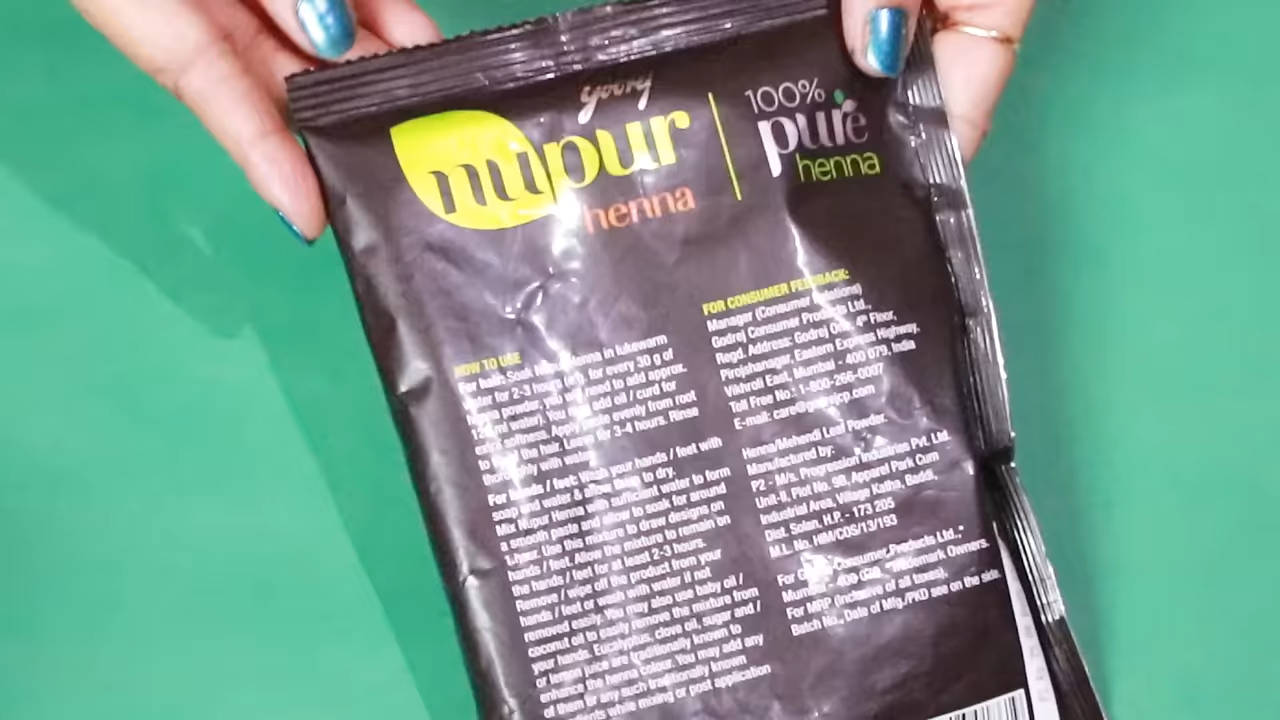 Godrej
nupur
henna
100%
pure
henna
HOW TO USE
For hair: Soak Nupur Henna in lukewarm
water for 2-3 hours (e.g. for every 30 g of
henna powder, you will need to add approx.
ml water). You may add oil / curd for
extra softness. Apply paste evenly from root
to of the hair. Leave for 3-4 hours. Rinse
thoroughly with water.
For hands / feet: Wash your hands / feet with
soap and water & allow them to dry.
Mix Nupur Henna with sufficient water to form
a smooth paste and allow to soak for around
1 hour. Use this mixture to draw designs on
hands / feet. Allow the mixture to remain on
the hands / feet for at least 2-3 hours.
Remove / wipe off the product from your
hands / feet or wash with water if not
removed easily. You may also use baby oil /
coconut oil to easily remove the mixture from
your hands. Eucalyptus, clove oil, sugar and /
or lemon juice are traditionally known to
enhance the henna colour. You may add any
of them or any such traditionally known
ingredients while mixing or post application
FOR CONSUMER FEEDBACK:
Manager (Consumer Relations)
Godrej Consumer Products Ltd.,
Regd. Address: Godrej One, 4th Floor,
Pirojshanagar, Eastern Express Highway,
Vikhroli East, Mumbai - 400 079, India
Toll Free No.: 1-800-266-0007
E-mail: care@godrejcp.com
Henna/Mehendi Leaf Powder.
Manufactured by:
P2 - M/s. Progression Industries Pvt. Ltd.
Unit-II, Plot No. 9B, Apparel Park Cum
Industrial Area, Village Katha, Baddi,
Dist. Solan, H.P. - 173 205
M.L. No. HIM/COS/13/193
For Godrej Consumer Products Ltd.,*
Mumbai - 400 *Trademark Owners.
For MRP (Inclusive of all taxes),
Batch No., Date of Mfg./PKD see on the side.